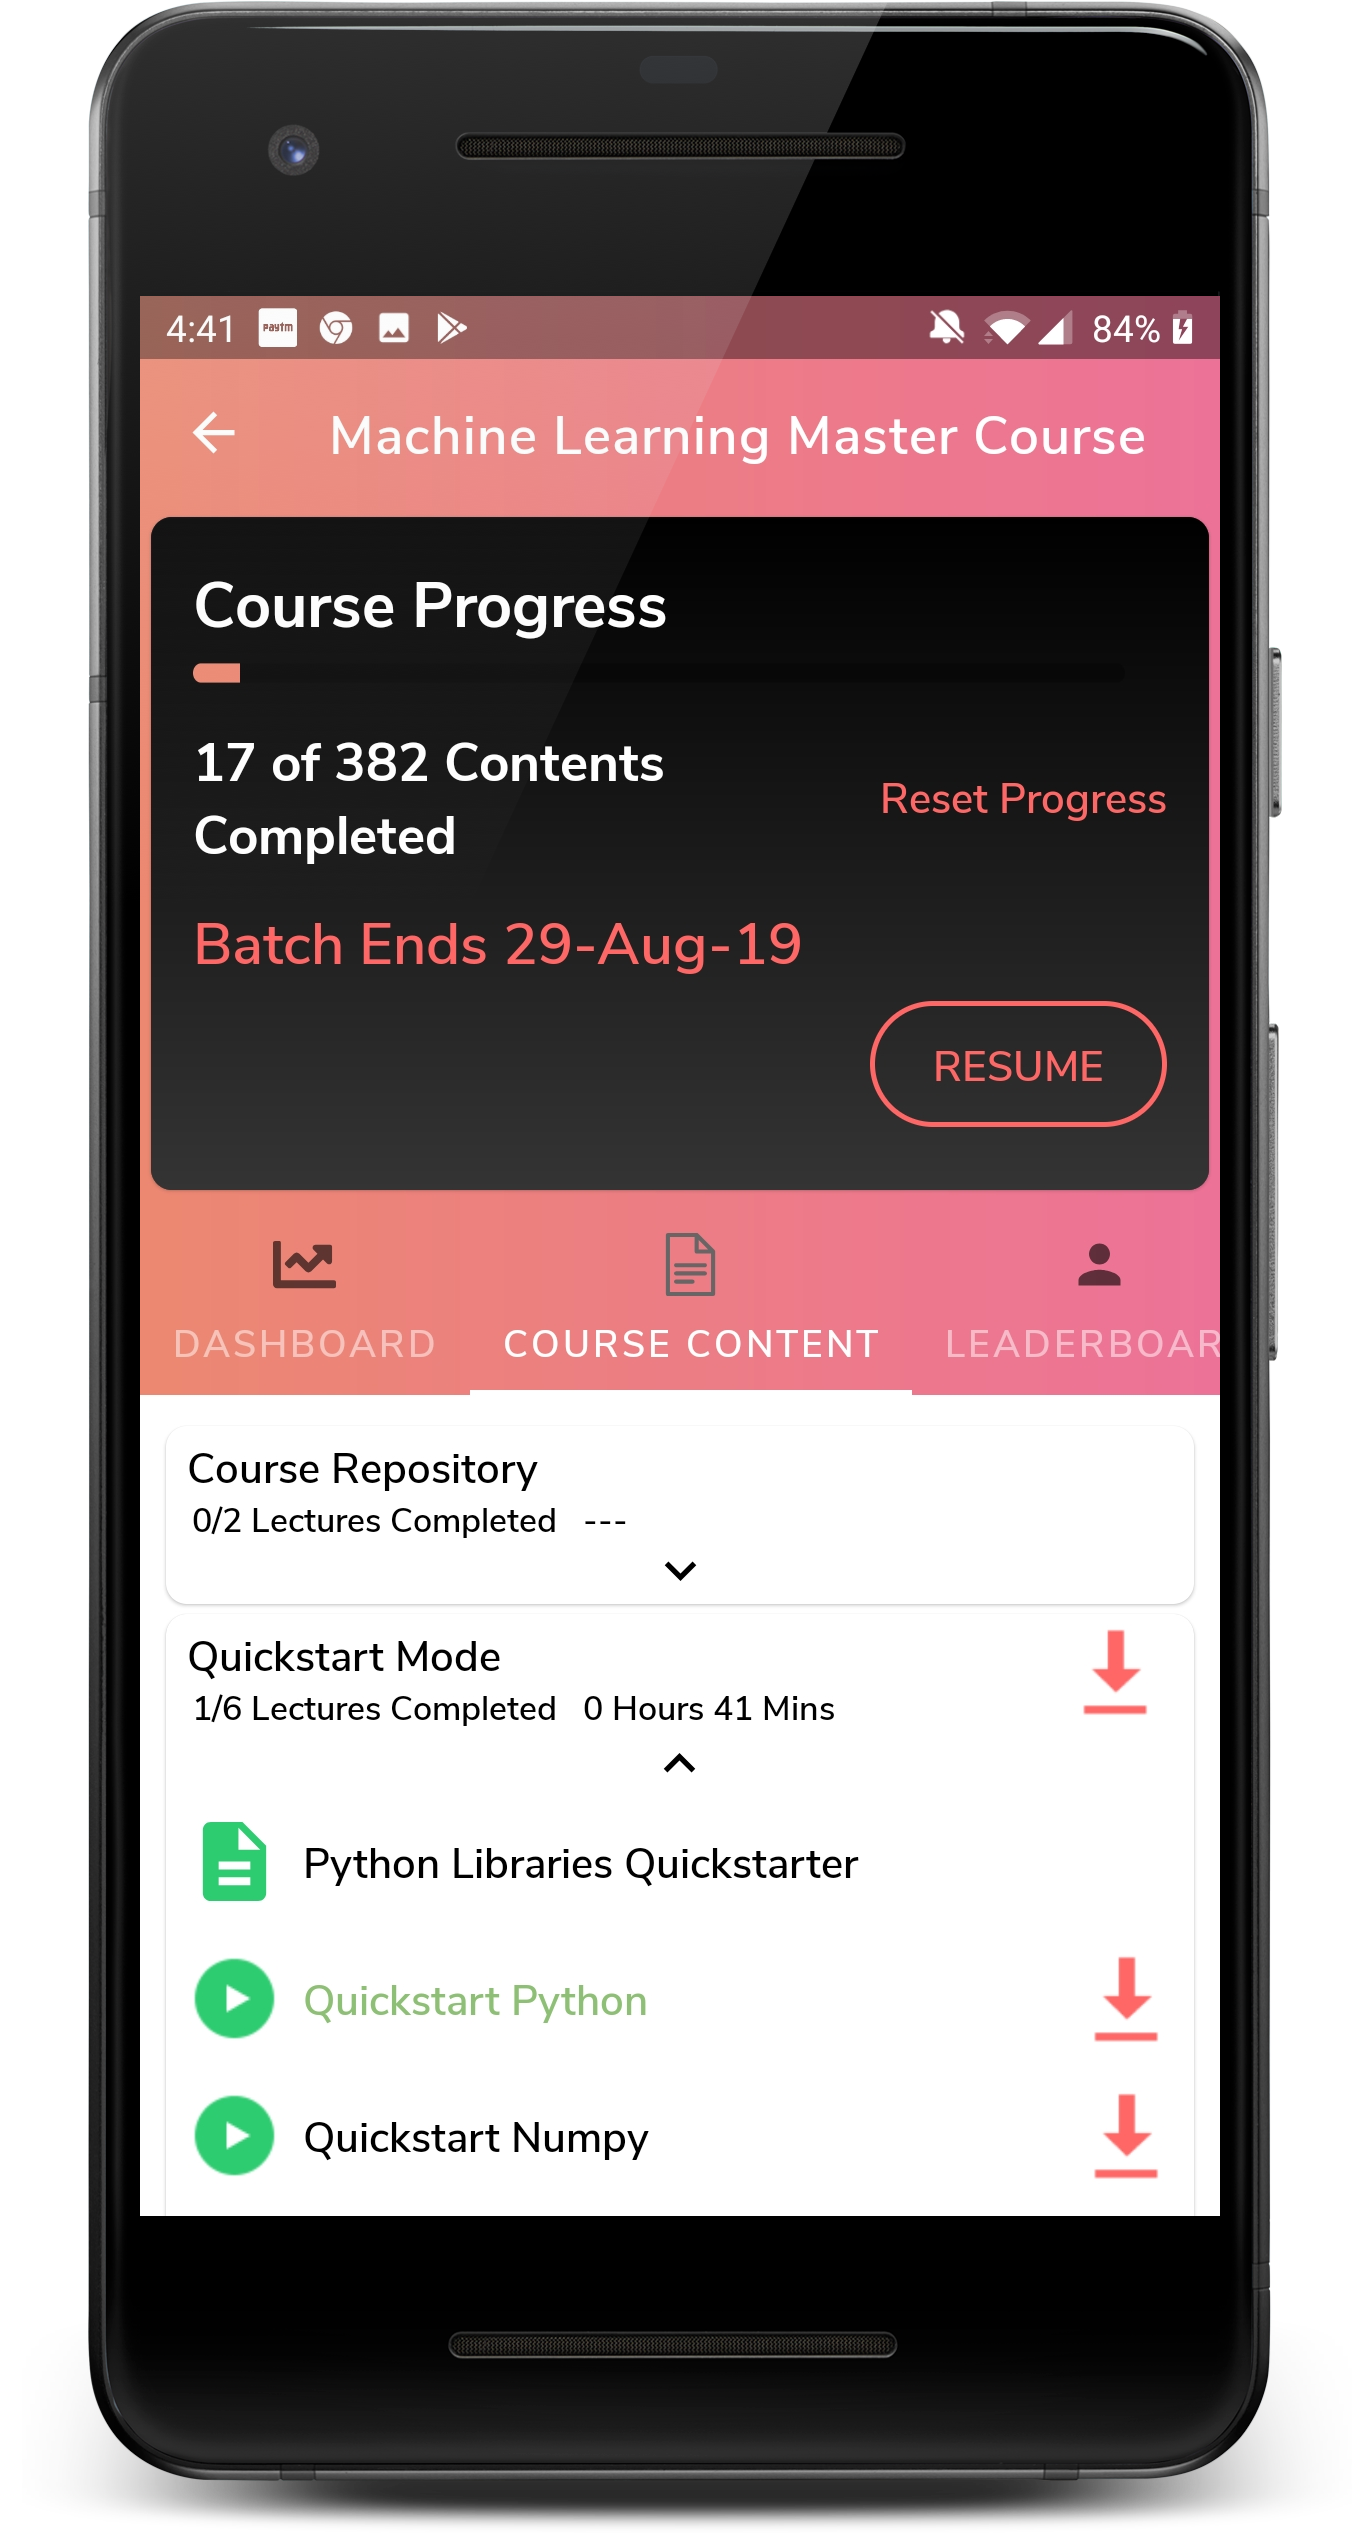 4:41 paytm 84%
Machine Learning Master Course
Course Progress
17 of 382 Contents
Completed
Reset Progress
Batch Ends 29-Aug-19
RESUME
DASHBOARD COURSE CONTENT LEADERBOAR
Course Repository
0/2 Lectures Completed ---
Quickstart Mode
1/6 Lectures Completed 0 Hours 41 Mins
Python Libraries Quickstarter
Quickstart Python
Quickstart Numpy